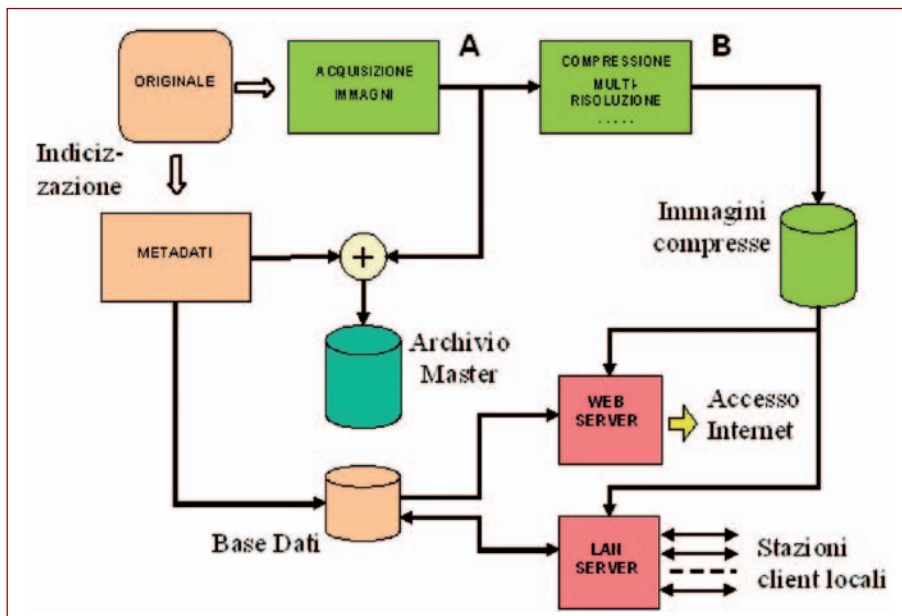 A
B
ORIGINALE
ACQUISIZIONE
IMMAGNI
COMPRESSIONE
MULTI-
RISOLUZIONE
. . . . .
Indiciz-
zazione
METADATI
+
Immagini
compresse
Archivio
Master
WEB
SERVER
Accesso
Internet
Base Dati
LAN
SERVER
Stazioni
client locali